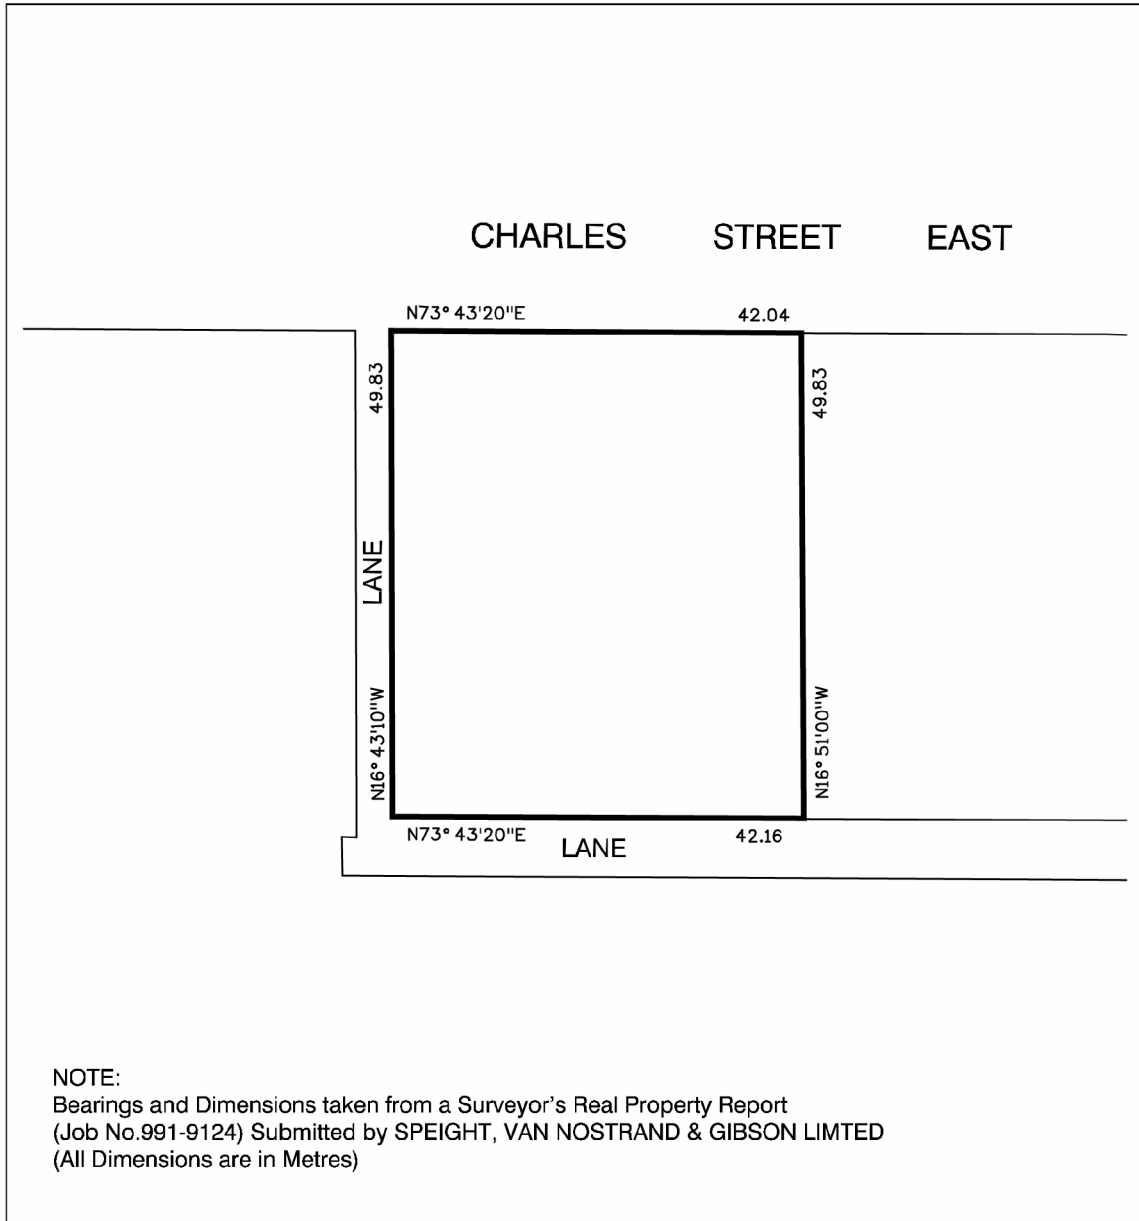 CHARLES STREET EAST
N73° 43'20"E 42.04
49.83
49.83
LANE
N16° 43'10"W
N16° 51'00"W
N73° 43'20"E 42.16
LANE
NOTE:
Bearings and Dimensions taken from a Surveyor's Real Property Report
(Job No.991-9124) Submitted by SPEIGHT, VAN NOSTRAND & GIBSON LIMTED
(All Dimensions are in Metres)